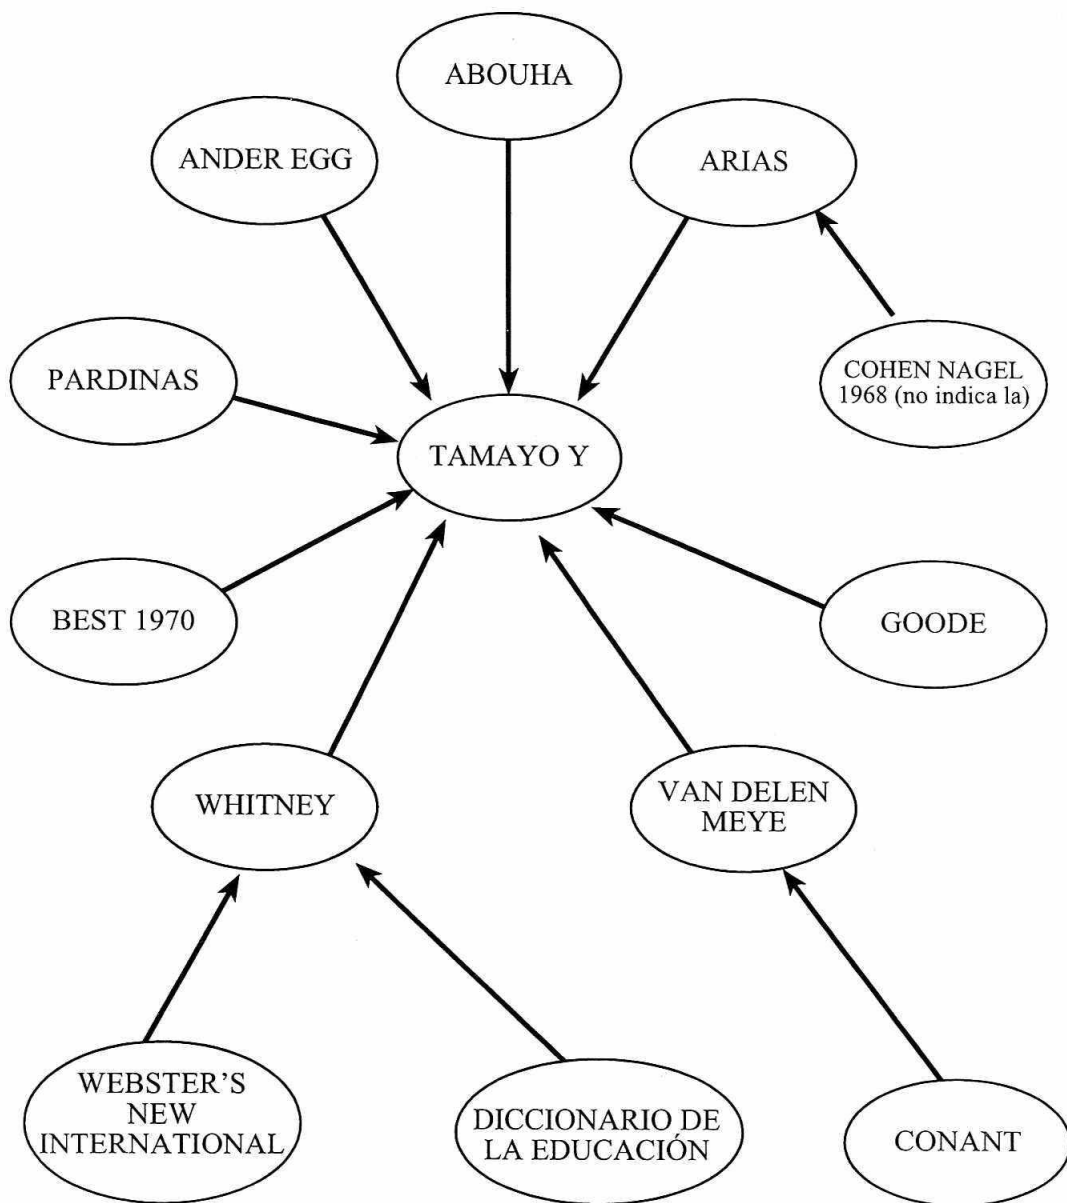 ABOUHA
ANDER EGG
ARIAS
PARDINAS
COHEN NAGEL
1968 (no indica la)
TAMAYO Y
BEST 1970
GOODE
WHITNEY
VAN DELEN
MEYE
WEBSTER'S
NEW
INTERNATIONAL
DICCIONARIO DE
LA EDUCACIÓN
CONANT